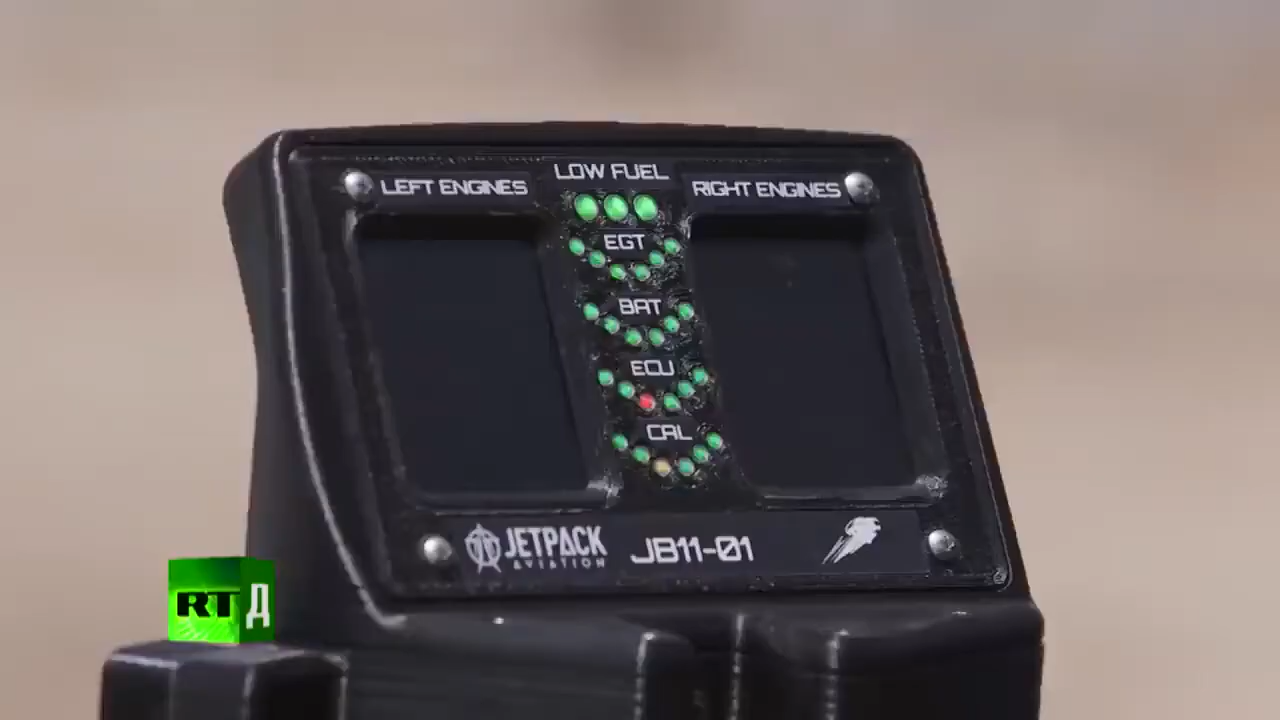 LOW FUEL
LEFT ENGINES
RIGHT ENGINES
EGT
BAT
ECU
CAL
JETPACK
AVIATION
JB11-01
RT Д